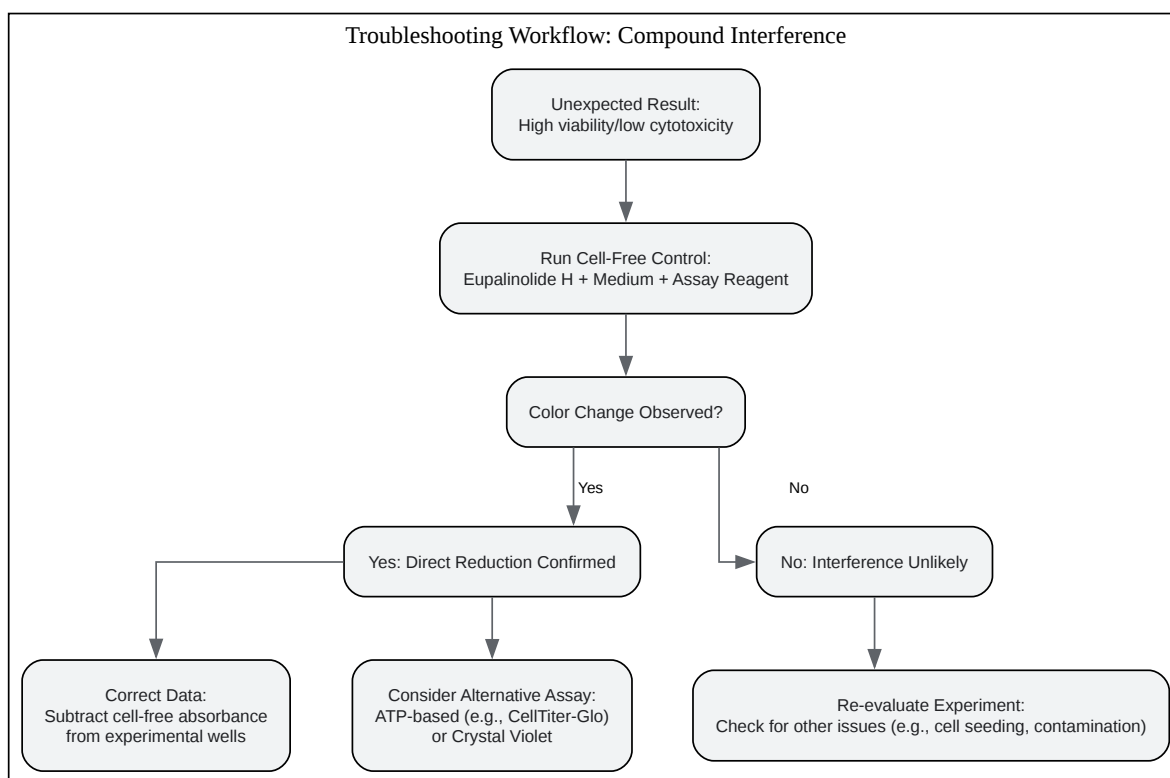 Troubleshooting Workflow: Compound Interference
Unexpected Result:
High viability/low cytotoxicity
Run Cell-Free Control:
Eupalinolide H + Medium + Assay Reagent
Color Change Observed?
Yes
No
Yes: Direct Reduction Confirmed
No: Interference Unlikely
Correct Data:
Subtract cell-free absorbance
from experimental wells
Consider Alternative Assay:
ATP-based (e.g., CellTiter-Glo)
or Crystal Violet
Re-evaluate Experiment:
Check for other issues (e.g., cell seeding, contamination)